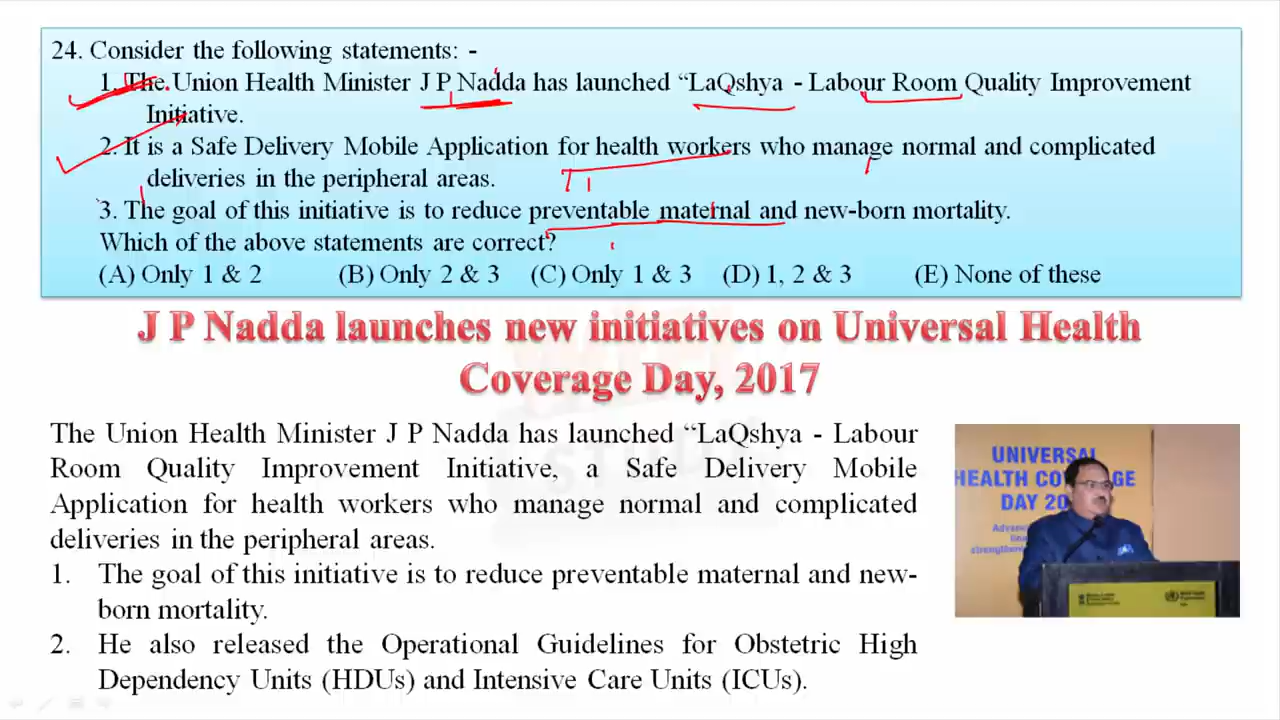 24. Consider the following statements: -
1. The Union Health Minister J P Nadda has launched “LaQshya - Labour Room Quality Improvement
Initiative.
2. It is a Safe Delivery Mobile Application for health workers who manage normal and complicated
deliveries in the peripheral areas.
3. The goal of this initiative is to reduce preventable maternal and new-born mortality.
Which of the above statements are correct?
(A) Only 1 & 2 (B) Only 2 & 3 (C) Only 1 & 3 (D) 1, 2 & 3 (E) None of these
J P Nadda launches new initiatives on Universal Health
Coverage Day, 2017
The Union Health Minister J P Nadda has launched “LaQshya - Labour
Room Quality Improvement Initiative, a Safe Delivery Mobile
Application for health workers who manage normal and complicated
deliveries in the peripheral areas.
1. The goal of this initiative is to reduce preventable maternal and new-
born mortality.
2. He also released the Operational Guidelines for Obstetric High
Dependency Units (HDUs) and Intensive Care Units (ICUs).
UNIVERSAL
HEALTH COVERAGE
DAY 20